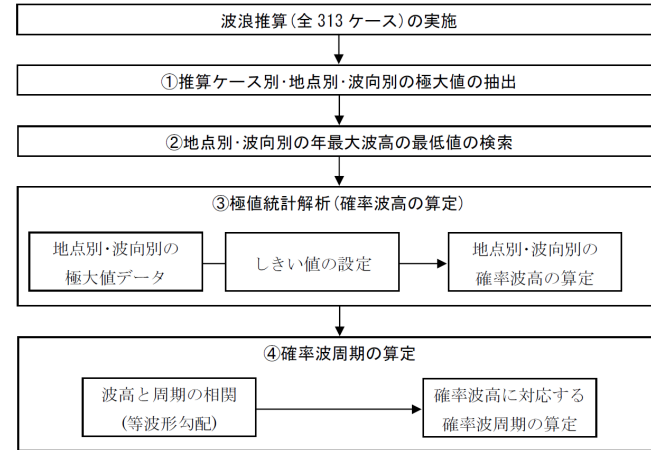 波浪推算(全 313 ケース)の実施
①推算ケース別・地点別・波向別の極大値の抽出
②地点別・波向別の年最大波高の最低値の検索
③極値統計解析(確率波高の算定)
地点別・波向別の
極大値データ
しきい値の設定
地点別・波向別の
確率波高の算定
④確率波周期の算定
波高と周期の相関
(等波形勾配)
確率波高に対応する
確率波周期の算定